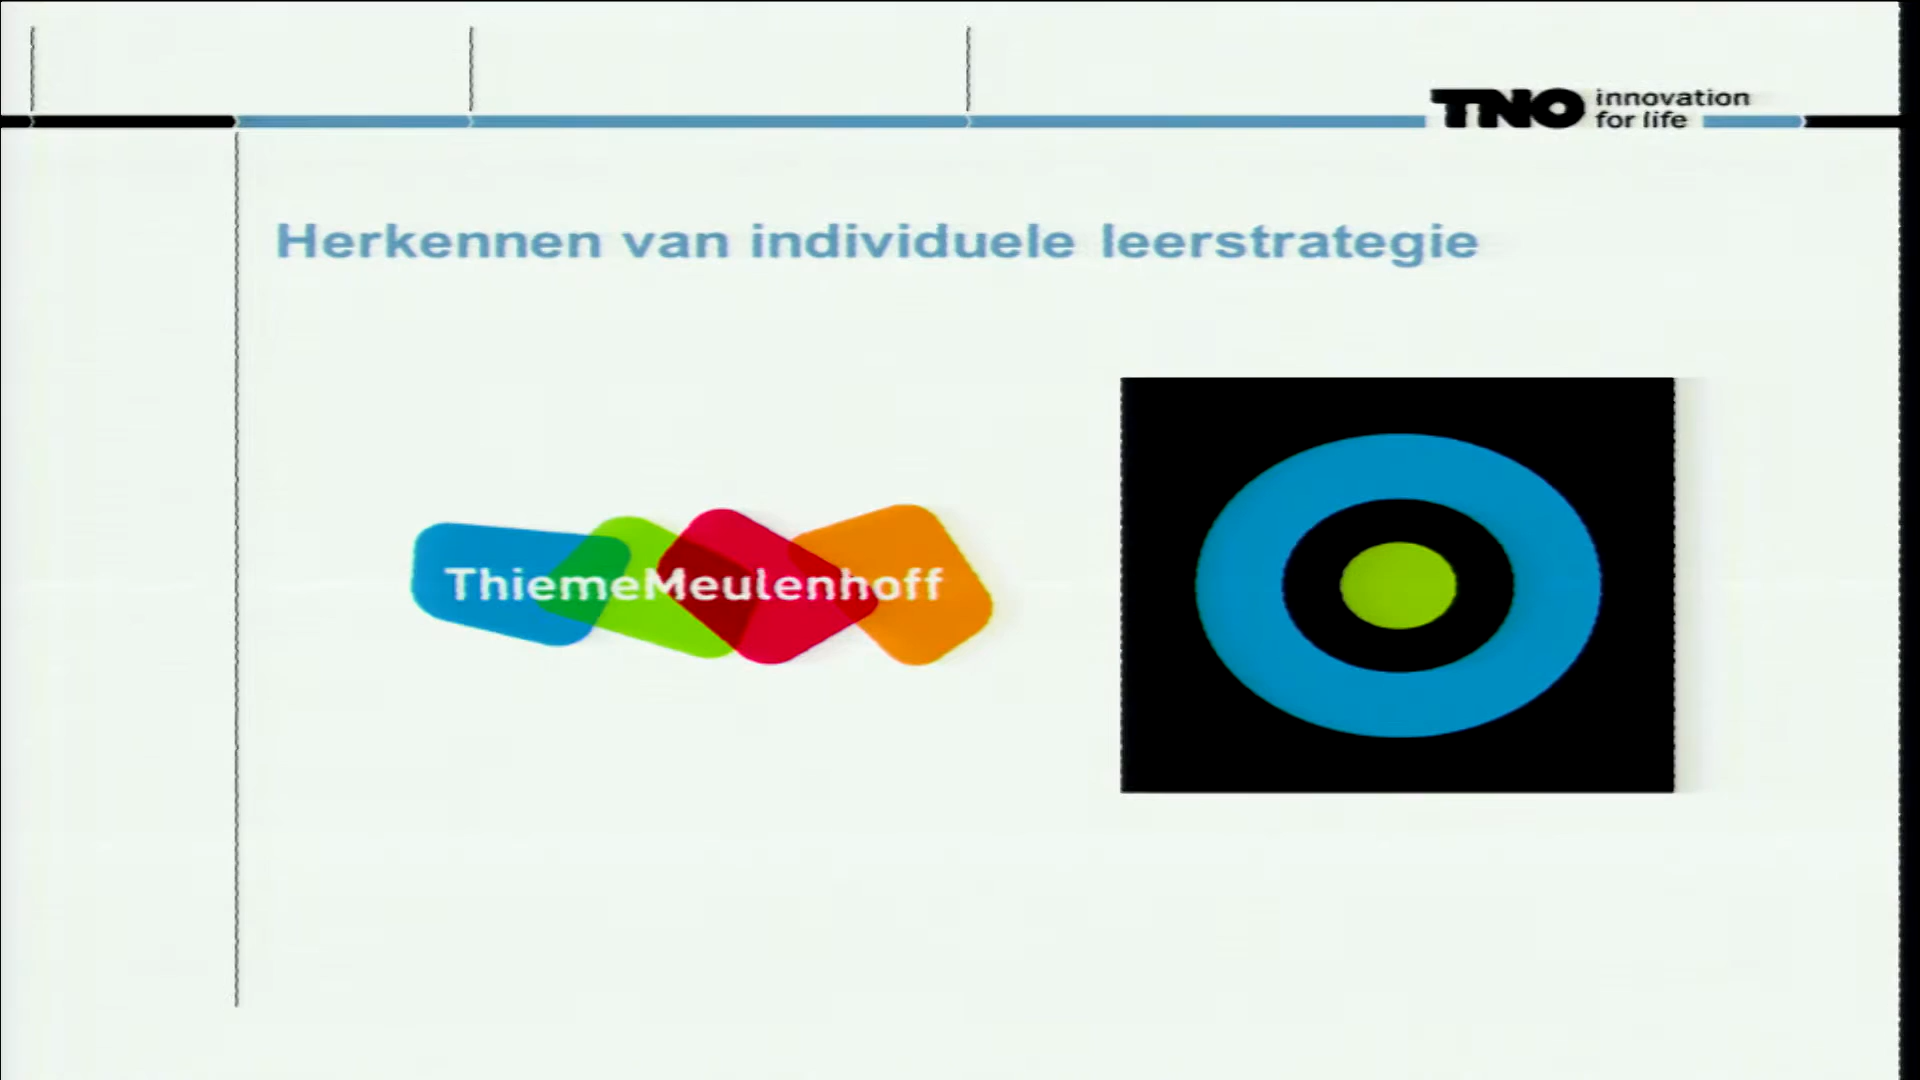 TNO innovation
for life
Herkennen van individuele leerstrategie
ThiemeMeulenhoff